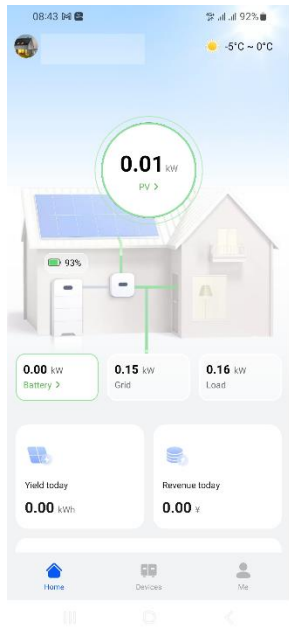 08:43 92%
-5°C ~ 0°C
0.01 kW
PV >
93%
0.00 kW
Battery >
0.15 kW
Grid
0.16 kW
Load
Yield today
0.00 kWh
Revenue today
0.00 ¥
Home
Devices
Me